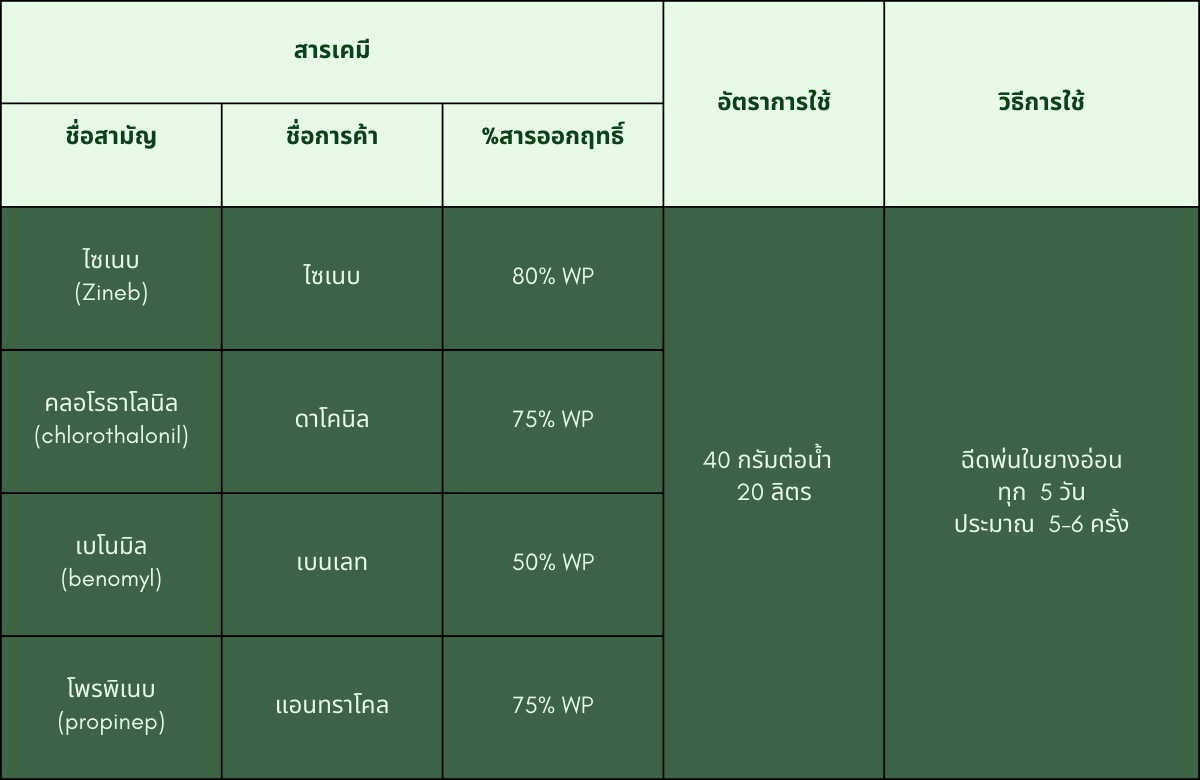 สารเคมี
อัตราการใช้
วิธีการใช้
ชื่อสามัญ
ชื่อการค้า
%สารออกฤทธิ์
ไซเนบ
(Zineb)
ไซเนบ
80% WP
คลอโรธาโลนิล
(chlorothalonil)
ดาโคนิล
75% WP
เบโนมิล
(benomyl)
เบนเลท
50% WP
โพรพิเนบ
(propinep)
แอนทราโคล
75% WP
40 กรัมต่อน้ำ
20 ลิตร
ฉีดพ่นใบยางอ่อน
ทุก 5 วัน
ประมาณ 5-6 ครั้ง